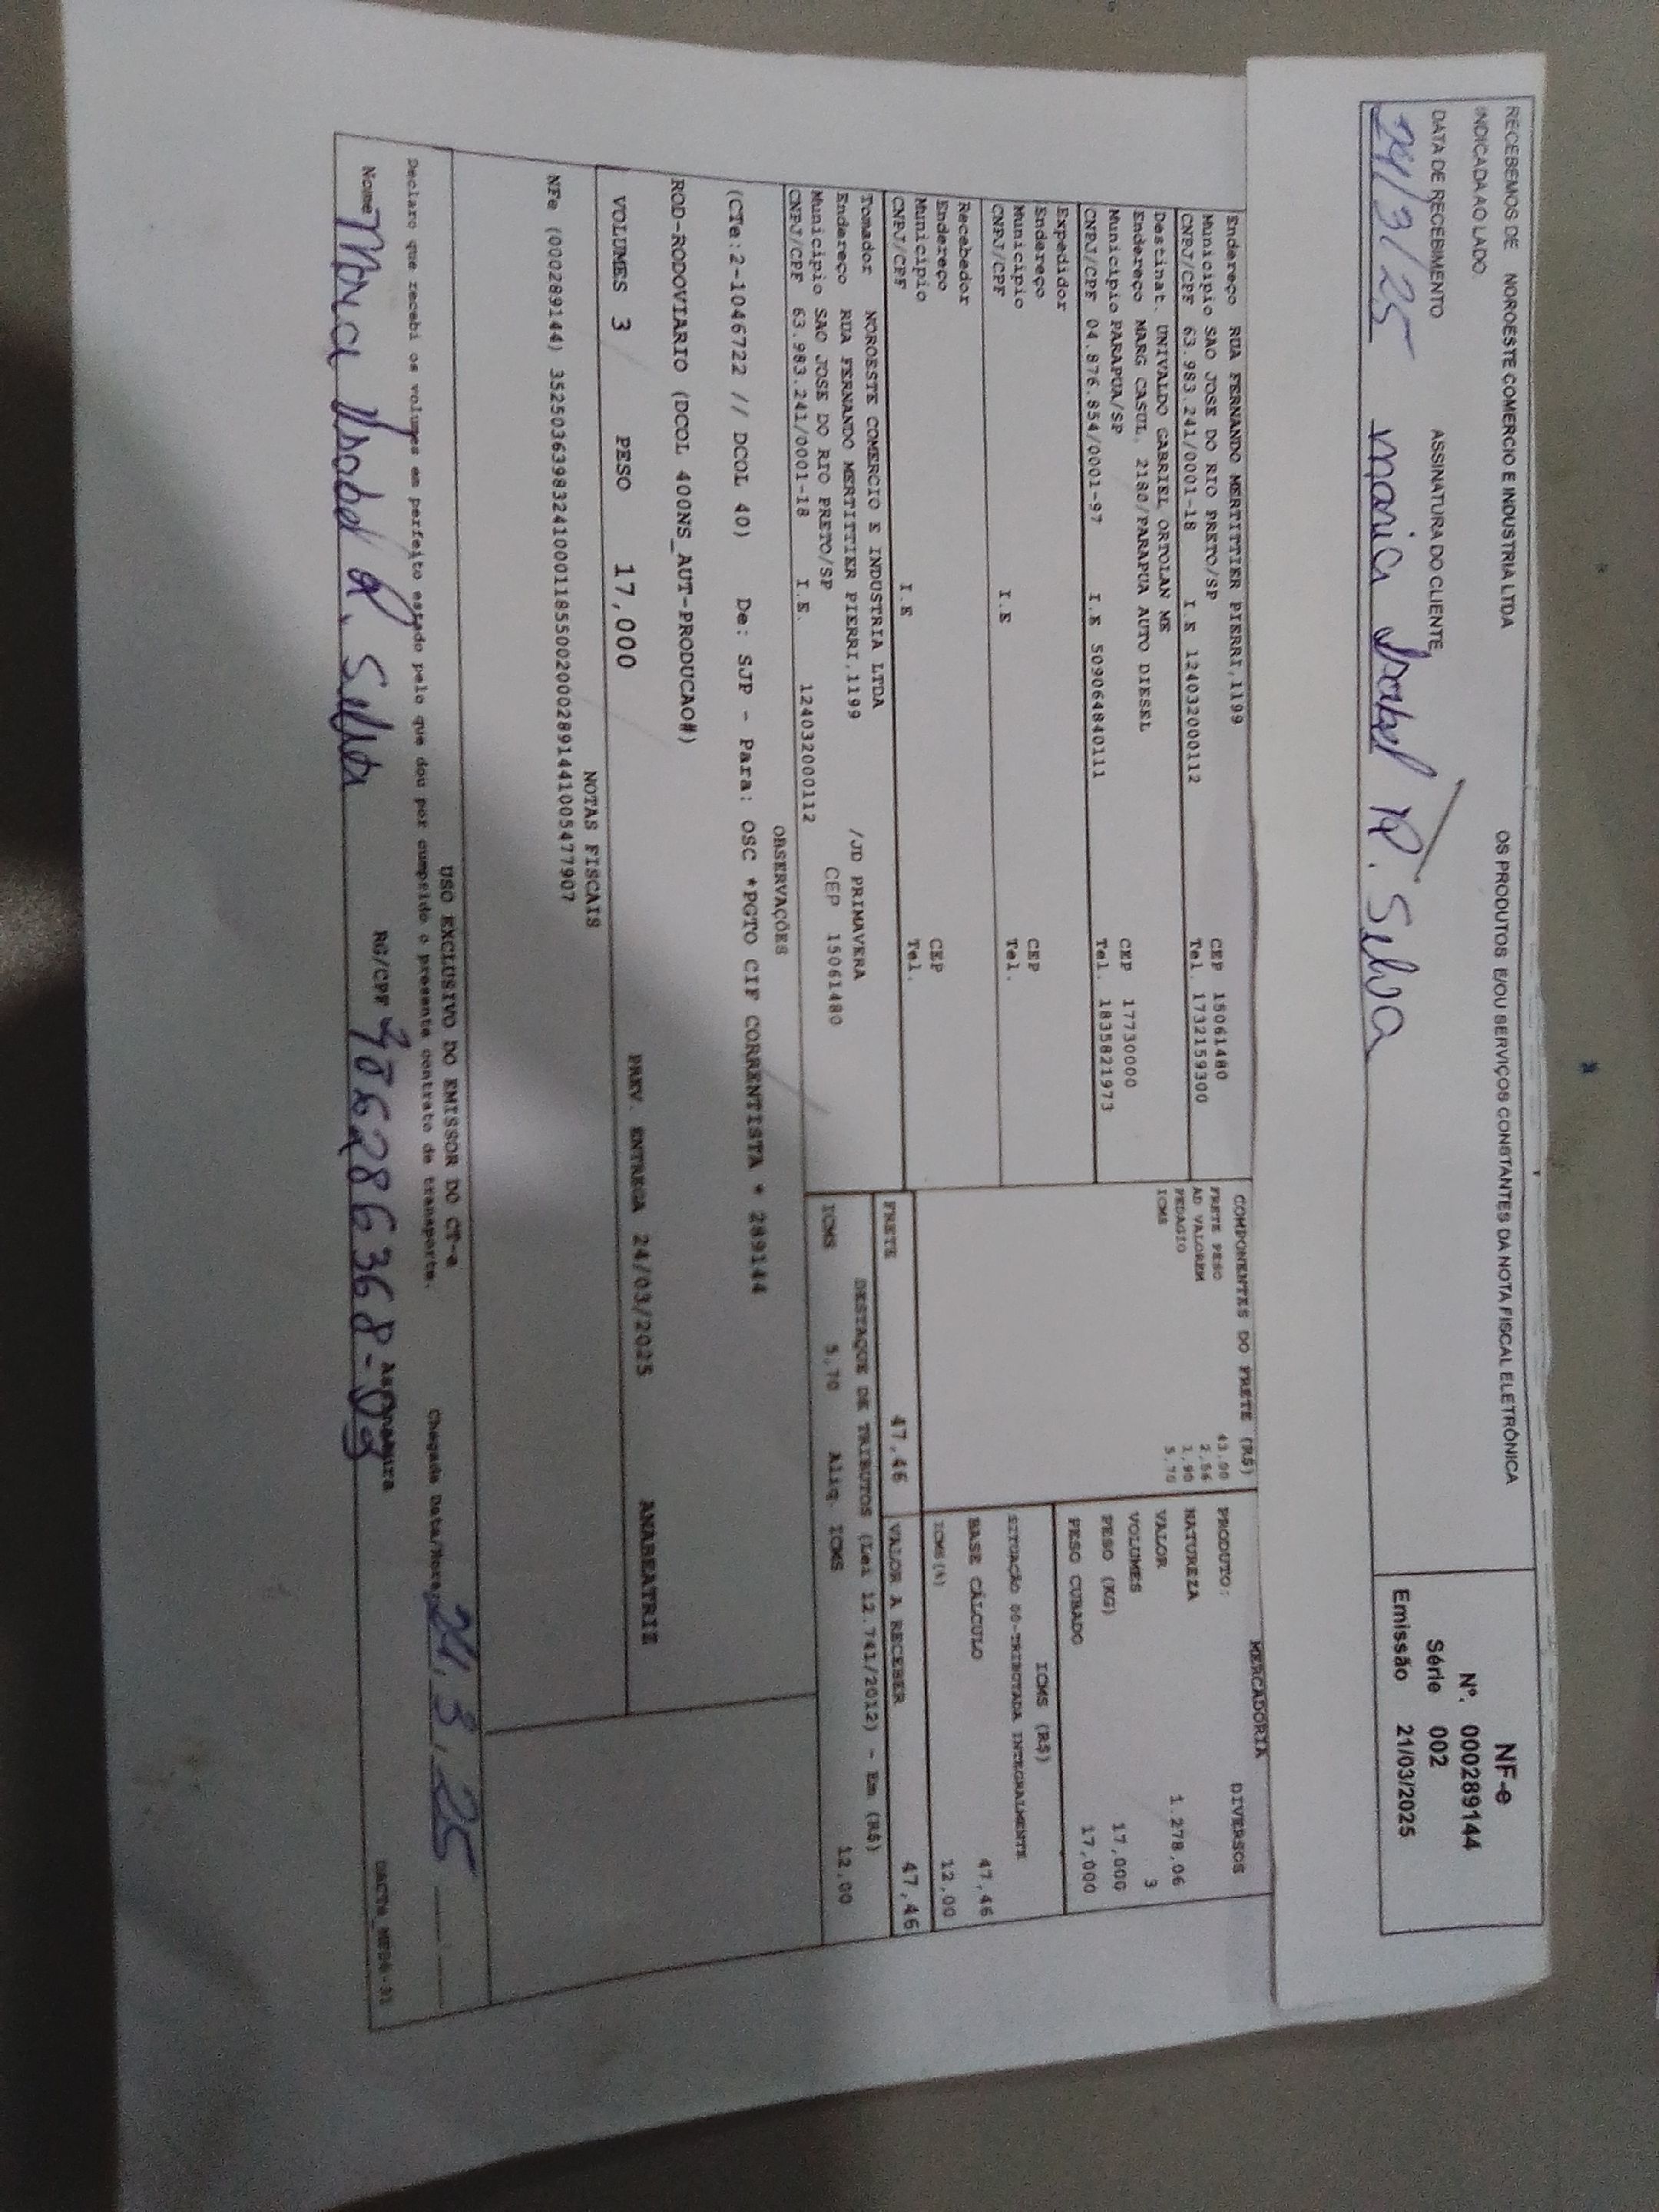 RECEBEMOS DE NOROESTE COMERCIO E INDUSTRIA LTDA OS PRODUTOS E/OU SERVIÇOS CONSTANTES DA NOTA FISCAL ELETRÔNICA
INDICADA AO LADO.
DATA DE RECEBIMENTO ASSINATURA DO CLIENTE
24/3/25 Maria Isabel R. Silva
NF-e
Nº. 000289144
Série 002
Emissão 21/03/2025
Endereço RUA FERNANDO MERTITTIER PIERRI,1199
Município SAO JOSE DO RIO PRETO/SP CEP 15061480
CNPJ/CPF 63.983.241/0001-18 I.E 124032000112 Tel. 1732159300
Destinat. UNIVALDO GABRIEL ORTOLAN ME
Endereço MARG CASUL, 2180/PARAPUA AUTO DIESEL
Município PARAPUA/SP CEP 17730000
CNPJ/CPF 04.876.854/0001-97 I.E 509064840111 Tel. 1835821973
Expedidor
Endereço
Município CEP
CNPJ/CPF I.E Tel.
Recebedor
Endereço
Município CEP
CNPJ/CPF I.E Tel.
Tomador NOROESTE COMERCIO E INDUSTRIA LTDA
Endereço RUA FERNANDO MERTITTIER PIERRI,1199 /JD PRIMAVERA
Município SAO JOSE DO RIO PRETO/SP CEP 15061480
CNPJ/CPF 63.983.241/0001-18 I.E. 124032000112
COMPONENTES DO FRETE (R$)
FRETE PESO 43,00
AD VALOREM 2,56
PEDAGIO 1,90
ICMS 5,70
MERCADORIA
PRODUTO: DIVERSOS
NATUREZA
VALOR 1.278,06
VOLUMES 3
PESO (KG) 17,000
PESO CUBADO 17,000
ICMS (R$)
SITUAÇÃO 00-TRIBUTADA INTEGRALMENTE
BASE CÁLCULO 47,46
ICMS(%) 12,00
FRETE 47,46 VALOR A RECEBER 47,46
DESTAQUE DE TRIBUTOS (Lei 12.741/2012) - Em (R$)
ICMS 5,70 Aliq. ICMS 12,00
OBSERVAÇÕES
(CTe:2-1046722 // DCOL 40) De: SJP - Para: OSC *PGTO CIF CORRENTISTA * 289144
ROD-RODOVIARIO (DCOL 400NS_AUT-PRODUCAO#)
VOLUMES 3 PESO 17,000 PREV. ENTREGA 24/03/2025 ANABEATRIZ
NOTAS FISCAIS
NFe (000289144) 35250363983241000118550020002891441005477907
USO EXCLUSIVO DO EMISSOR DO CT-e
Declaro que recebi os volumes em perfeito estado pelo que dou por cumprido o presente contrato de transporte. Chegada Data/Hora 24/3/25
Nome Maria Isabel R. Silva RG/CPF Assinatura